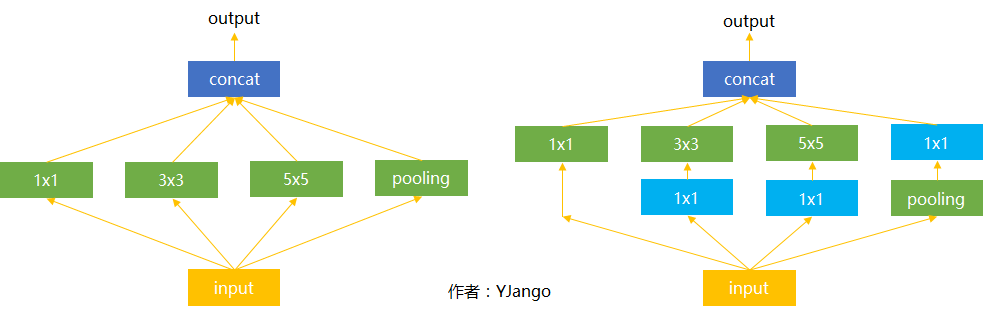 output
concat
1x1
3x3
5x5
pooling
input
output
concat
1x1
3x3
5x5
1x1
1x1
1x1
pooling
input
作者：YJango